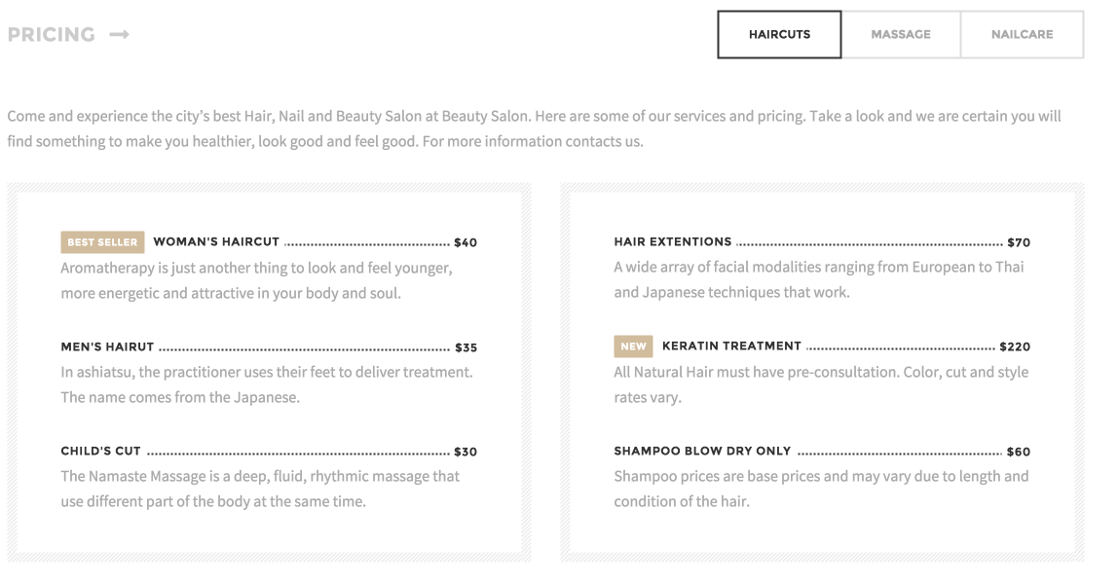 PRICING
HAIRCUTS
MASSAGE
NAILCARE
Come and experience the city's best Hair, Nail and Beauty Salon at Beauty Salon. Here are some of our services and pricing. Take a look and we are certain you will
find something to make you healthier, look good and feel good. For more information contacts us.
BEST SELLER WOMAN'S HAIRCUT $40
Aromatherapy is just another thing to look and feel younger,
more energetic and attractive in your body and soul.
MEN'S HAIRUT $35
In ashiatsu, the practitioner uses their feet to deliver treatment.
The name comes from the Japanese.
CHILD'S CUT $30
The Namaste Massage is a deep, fluid, rhythmic massage that
use different part of the body at the same time.
HAIR EXTENTIONS $70
A wide array of facial modalities ranging from European to Thai
and Japanese techniques that work.
NEW KERATIN TREATMENT $220
All Natural Hair must have pre-consultation. Color, cut and style
rates vary.
SHAMPOO BLOW DRY ONLY $60
Shampoo prices are base prices and may vary due to length and
condition of the hair.